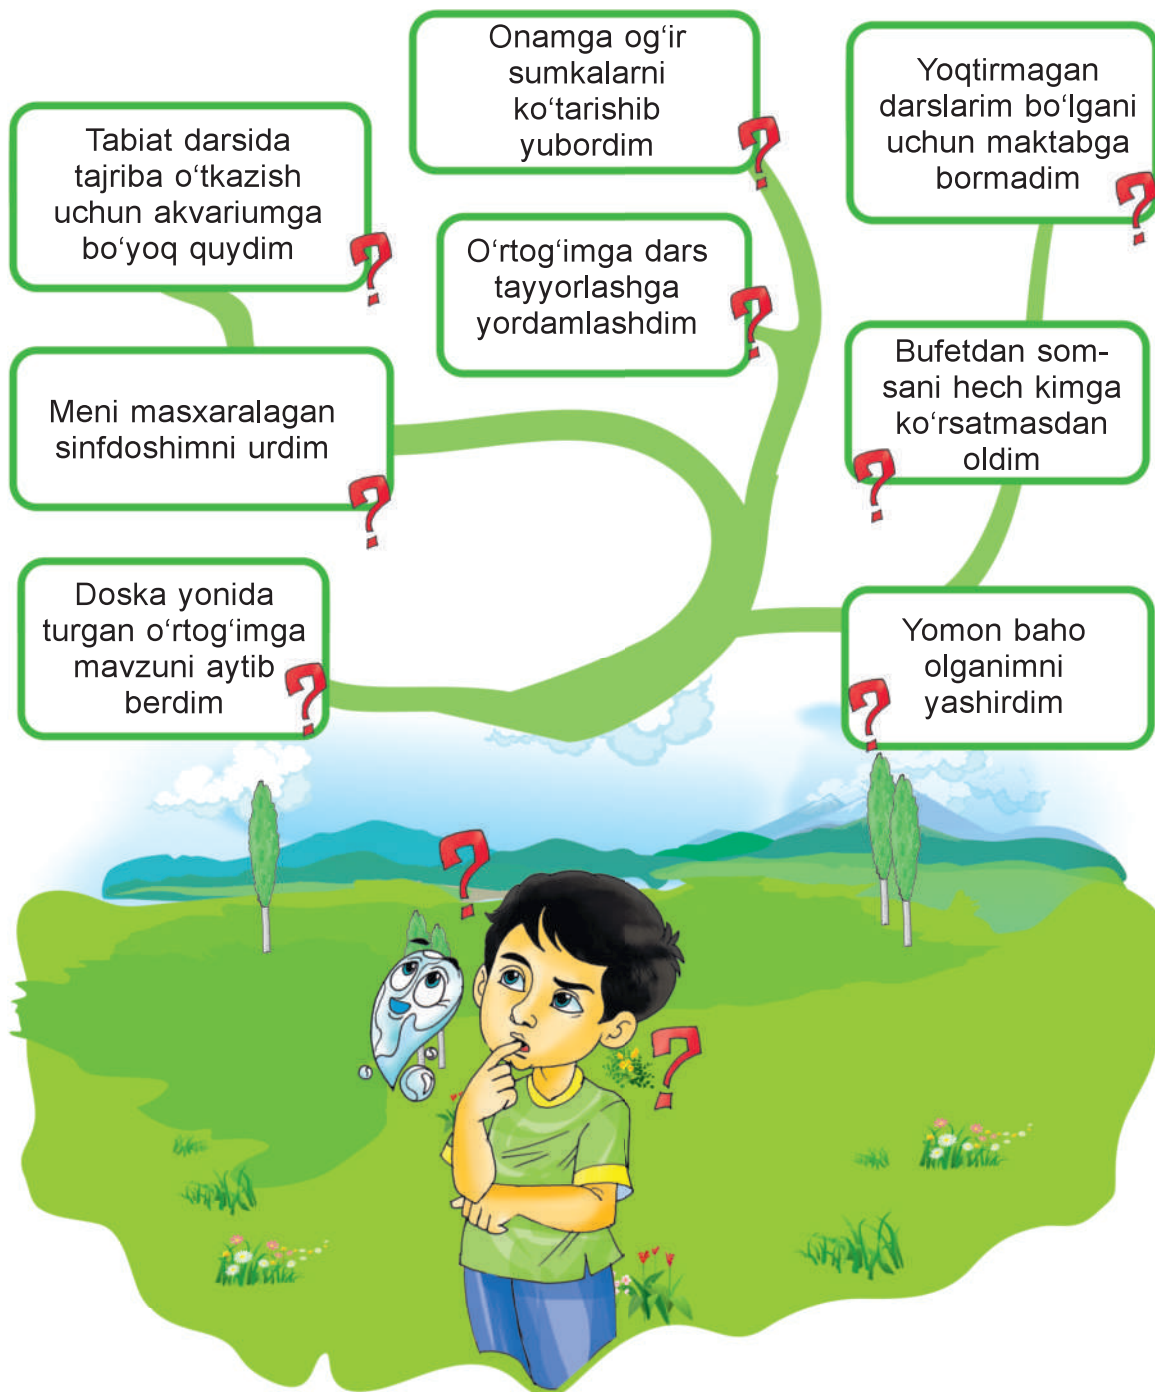 Onamga og‘ir
sumkalarni
ko‘tarishib
yubordim
Yoqtirmagan
darslarim bo‘lgani
uchun maktabga
bormadim
Tabiat darsida
tajriba o‘tkazish
uchun akvariumga
bo‘yoq quydim
O‘rtog‘imga dars
tayyorlashga
yordamlashdim
Bufetdan som-
sani hech kimga
ko‘rsatmasdan
oldim
Meni masxaralagan
sinfdoshimni urdim
Doska yonida
turgan o‘rtog‘imga
mavzuni aytib
berdim
Yomon baho
olganimni
yashirdim